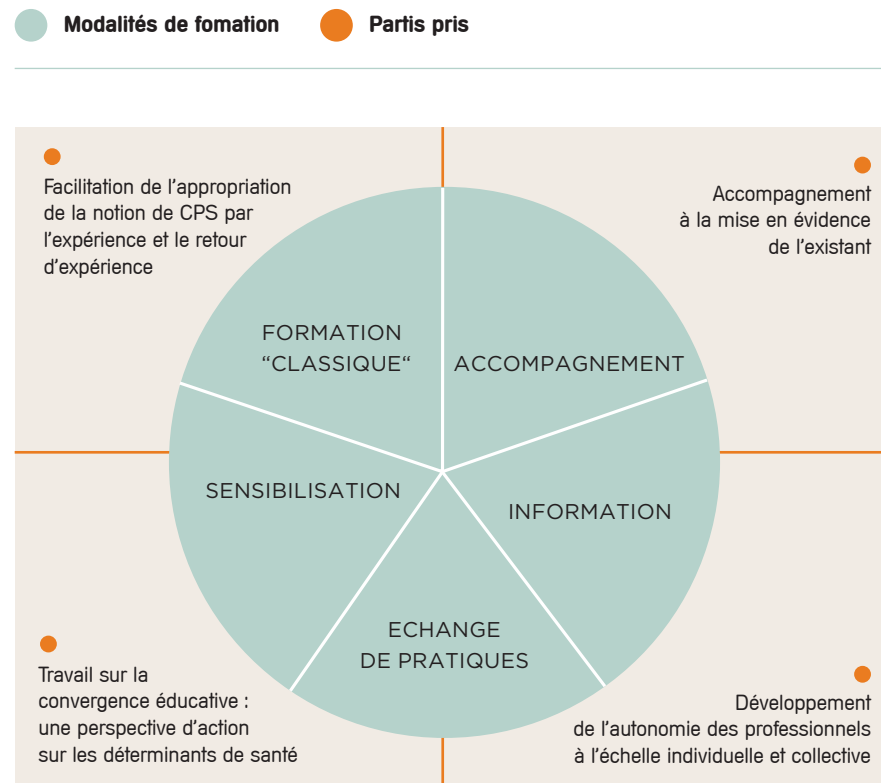 Modalités de fomation
Partis pris
Facilitation de l'appropriation
de la notion de CPS par
l'expérience et le retour
d'expérience
Accompagnement
à la mise en évidence
de l'existant
FORMATION
“CLASSIQUE“
ACCOMPAGNEMENT
SENSIBILISATION
INFORMATION
ECHANGE
DE PRATIQUES
Travail sur la
convergence éducative :
une perspective d'action
sur les déterminants de santé
Développement
de l'autonomie des professionnels
à l'échelle individuelle et collective